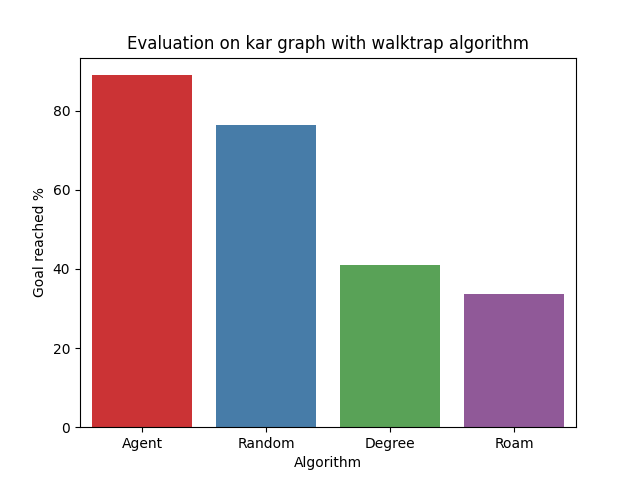 Evaluation on kar graph with walktrap algorithm
Goal reached %
80
60
40
20
0
Agent Random Degree Roam
Algorithm